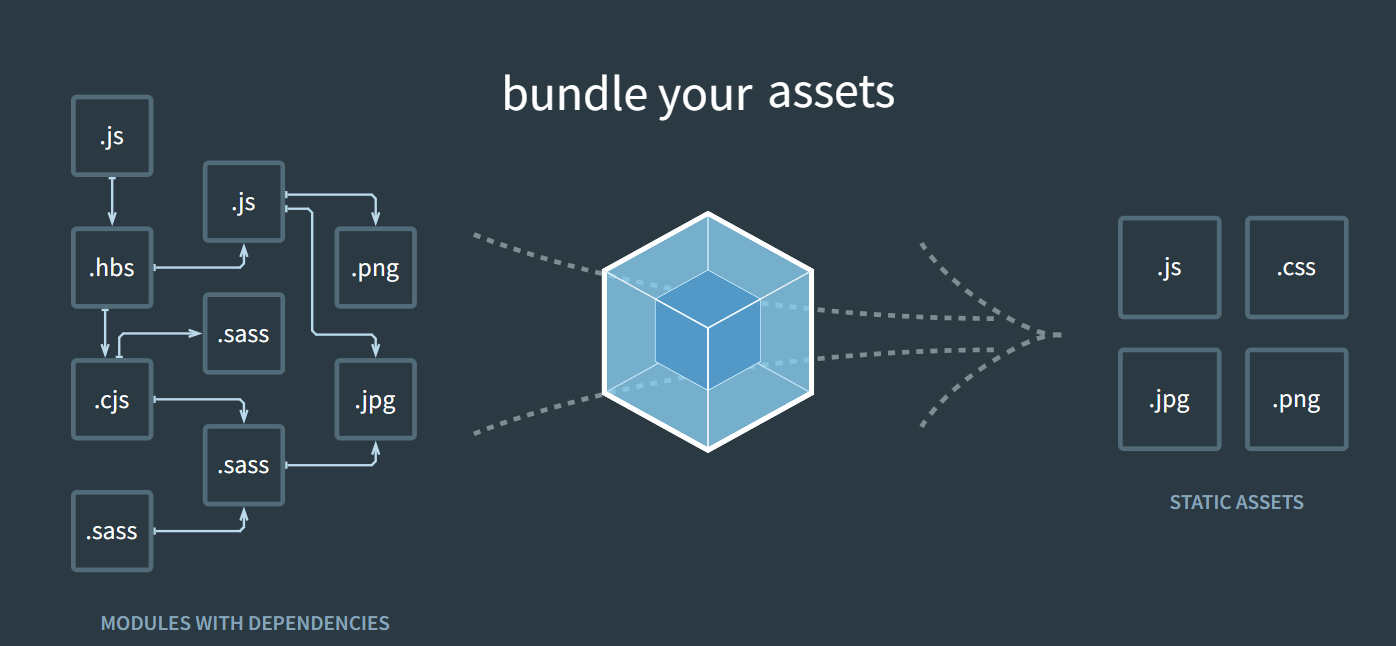 bundle your assets
.js
.js
.hbs
.png
.sass
.cjs
.jpg
.sass
.sass
MODULES WITH DEPENDENCIES
.js
.css
.jpg
.png
STATIC ASSETS